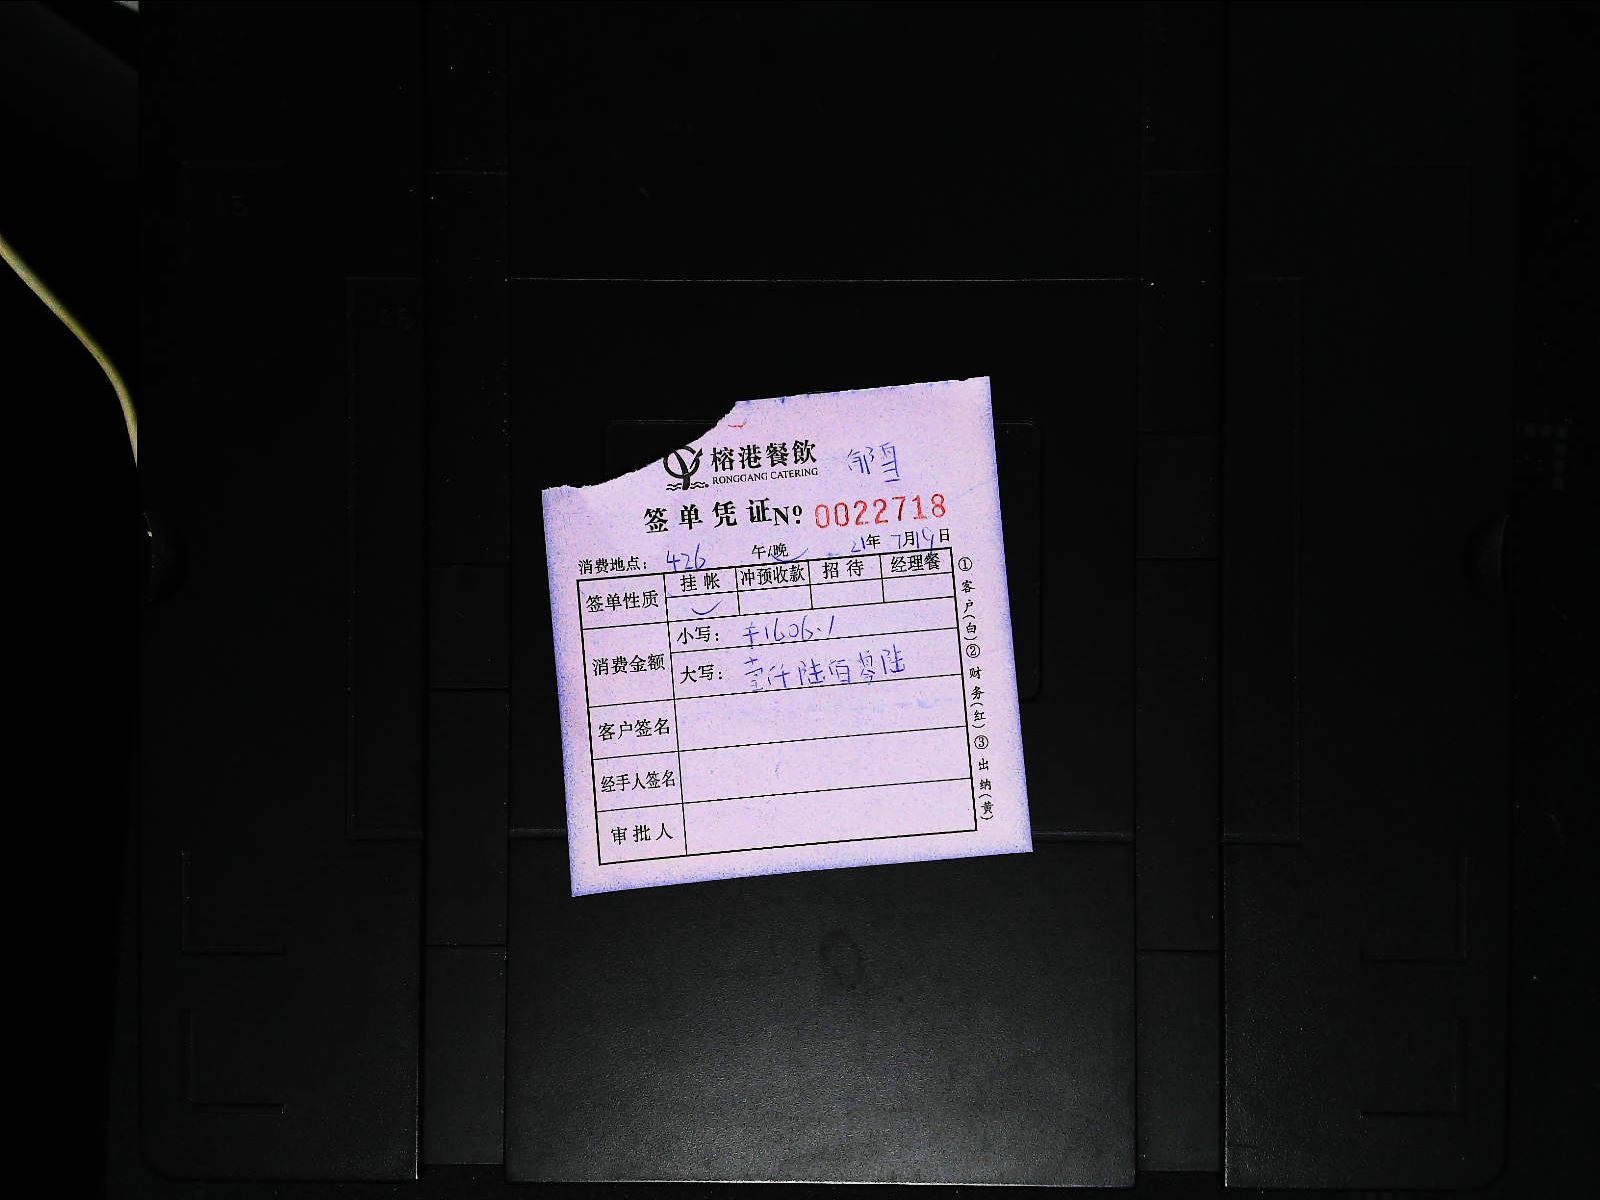 榕港餐飲 邹雪
RONGGANG CATERING
签单凭证 Nº 0022718
消费地点： 426 午/晚 21年 7月19日
签单性质 挂帐 冲预收款 招待 经理餐
消费金额 小写： ¥1606.1
大写： 壹仟陆佰零陆
客户签名
经手人签名
审批人
①客户(白)②财务(红)③出纳(黄)